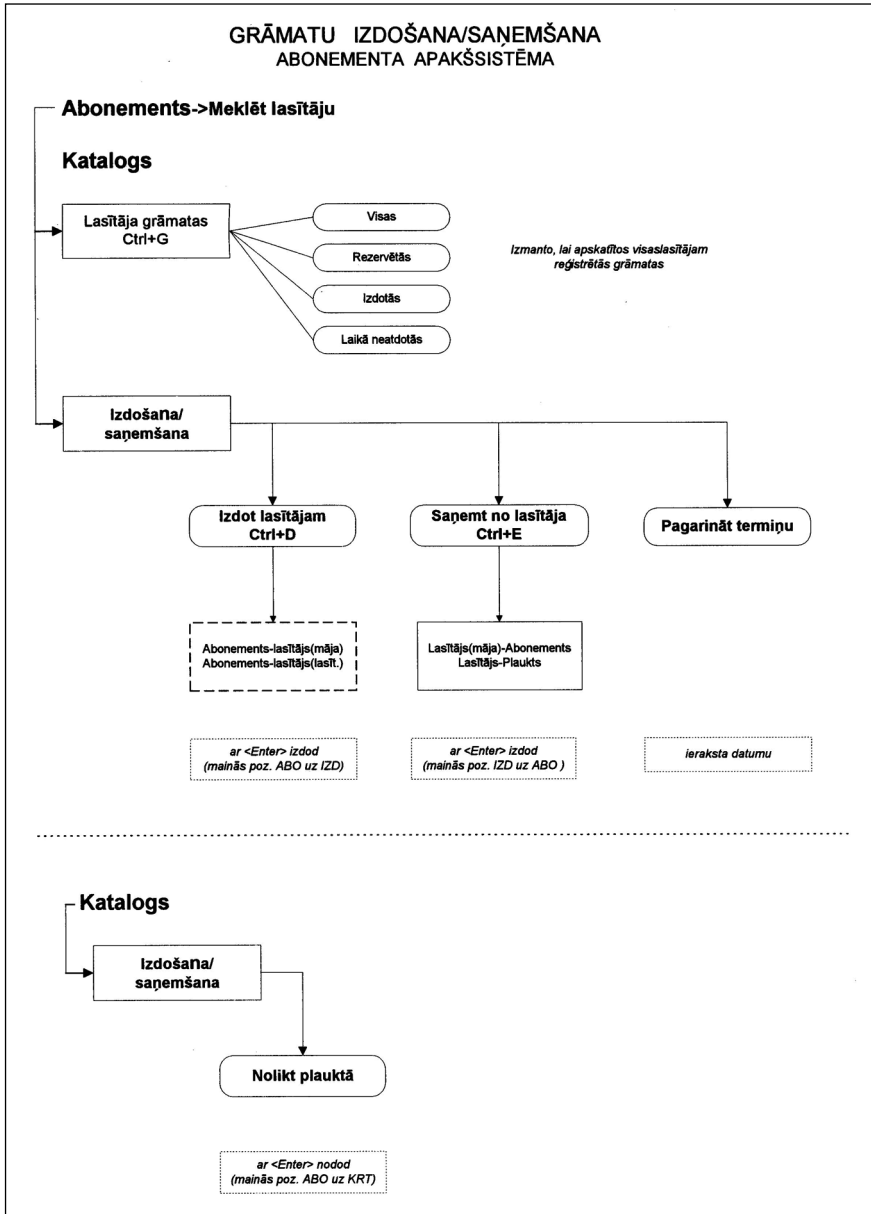 GRĀMATU IZDOŠANA/SAŅEMŠANA
ABONEMENTA APAKŠSISTĒMA
Abonements->Meklēt lasītāju
Katalogs
Lasītāja grāmatas
Ctrl+G
Visas
Rezervētās
Izdotās
Laikā neatdotās
Izmanto, lai apskatītos visaslasītājam
reģistrētās grāmatas
Izdošana/
saņemšana
Izdot lasītājam
Ctrl+D
Saņemt no lasītāja
Ctrl+E
Pagarināt termiņu
Abonements-lasītājs(māja)
Abonements-lasītājs(lasīt.)
Lasītājs(māja)-Abonements
Lasītājs-Plaukts
ar <Enter> izdod
(mainās poz. ABO uz IZD)
ar <Enter> izdod
(mainās poz. IZD uz ABO )
ieraksta datumu
Katalogs
Izdošana/
saņemšana
Nolikt plauktā
ar <Enter> nodod
(mainās poz. ABO uz KRT)